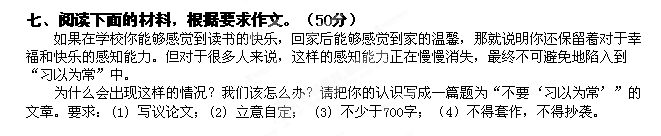 七、阅读下面的材料，根据要求作文。（50分）
如果在学校你能够感觉到读书的快乐，回家后能够感觉到家的温馨，那就说明你还保留着对于幸
福和快乐的感知能力。但对于很多人来说，这样的感知能力正在慢慢消失，最终不可避免地陷入到
“习以为常”中。
为什么会出现这样的情况？我们该怎么办？请把你的认识写成一篇题为“不要‘习以为常’”的
文章。要求：（1）写议论文；（2）立意自定；（3）不少于700字；（4）不得套作，不得抄袭。